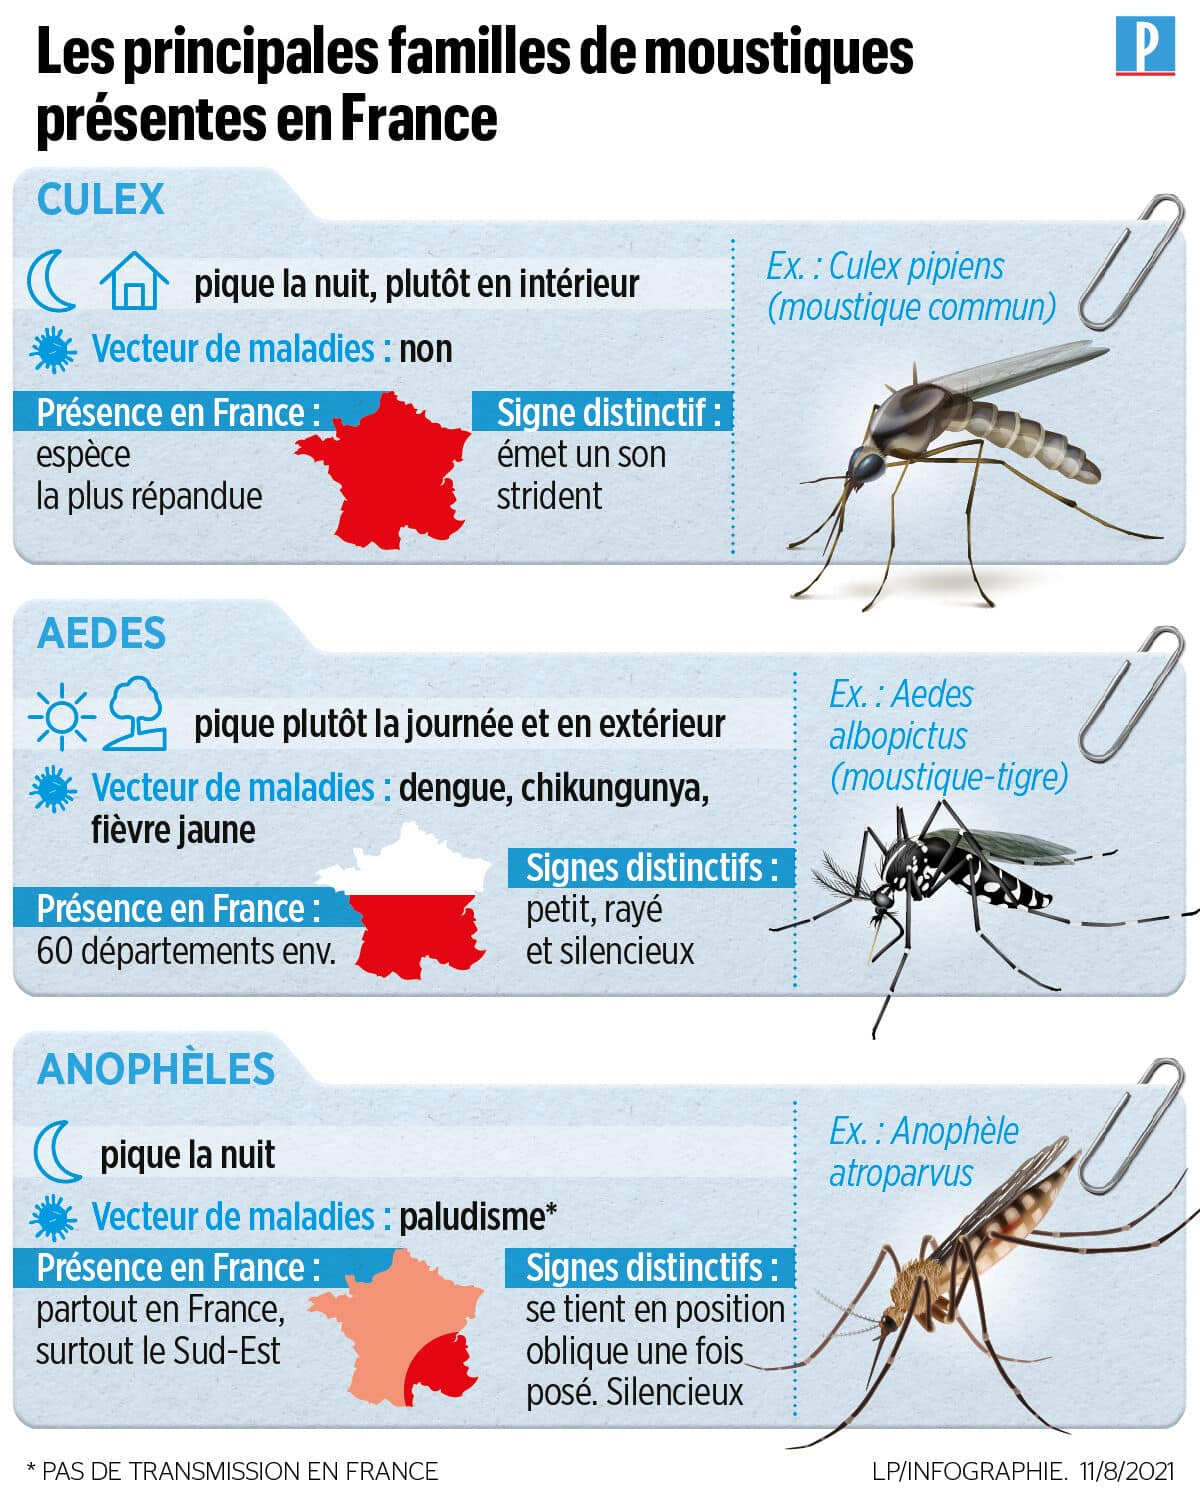 Les principales familles de moustiques
présentes en France
P
CULEX
pique la nuit, plutôt en intérieur
Vecteur de maladies : non
Présence en France :
espèce
la plus répandue
Signe distinctif :
émet un son
strident
Ex. : Culex pipiens
(moustique commun)
AEDES
pique plutôt la journée et en extérieur
Vecteur de maladies : dengue, chikungunya,
fièvre jaune
Présence en France :
60 départements env.
Signes distinctifs :
petit, rayé
et silencieux
Ex. : Aedes
albopictus
(moustique-tigre)
ANOPHÈLES
pique la nuit
Vecteur de maladies : paludisme*
Présence en France :
partout en France,
surtout le Sud-Est
Signes distinctifs :
se tient en position
oblique une fois
posé. Silencieux
Ex. : Anophèle
atroparvus
* PAS DE TRANSMISSION EN FRANCE
LP/INFOGRAPHIE. 11/8/2021